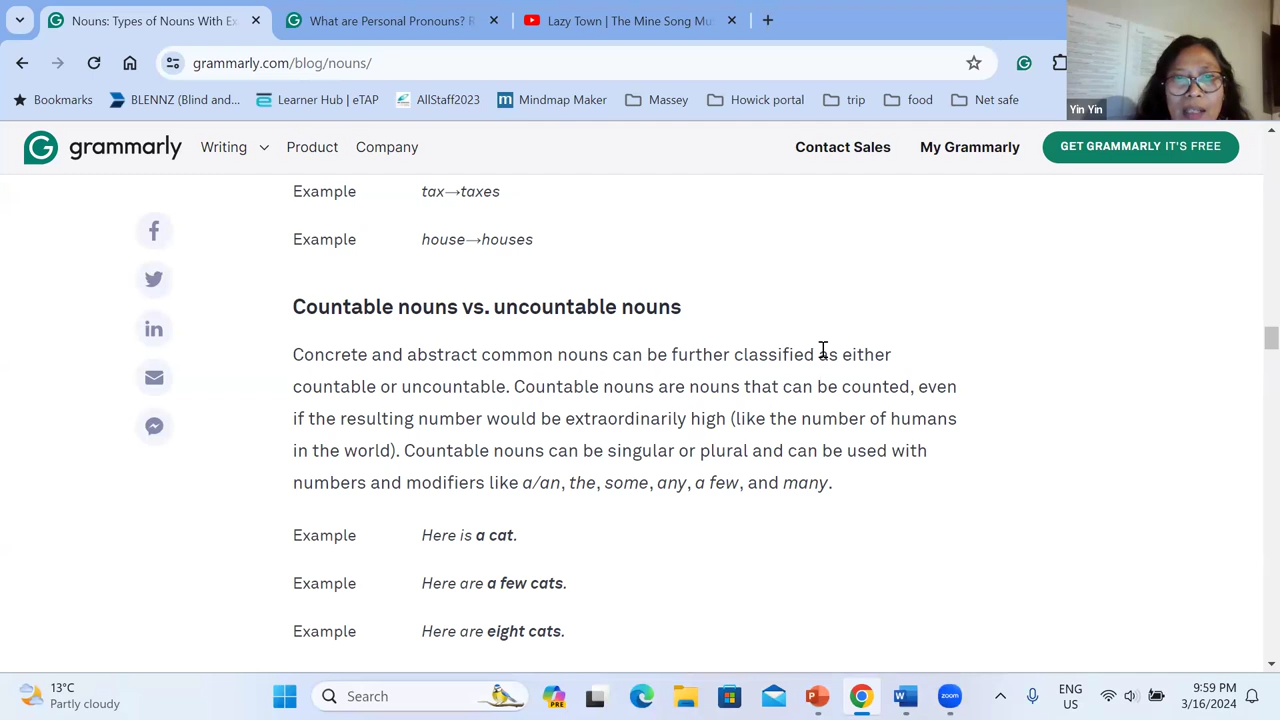 Nouns: Types of Nouns With Ex
What are Personal Pronouns? R
Lazy Town | The Mine Song Mu
grammarly.com/blog/nouns/
Bookmarks
BLENNZ (Blind and...
Learner Hub | eTAP
AllStaff2023
Mindmap Maker
Massey
Howick portal
trip
food
Net safe
Yin Yin
grammarly
Writing
Product
Company
Contact Sales
My Grammarly
GET GRAMMARLY IT'S FREE
Example tax→taxes
Example house→houses
Countable nouns vs. uncountable nouns
Concrete and abstract common nouns can be further classified as either
countable or uncountable. Countable nouns are nouns that can be counted, even
if the resulting number would be extraordinarily high (like the number of humans
in the world). Countable nouns can be singular or plural and can be used with
numbers and modifiers like a/an, the, some, any, a few, and many.
Example Here is a cat.
Example Here are a few cats.
Example Here are eight cats.
13°C
Partly cloudy
Search
PRE
zoom
ENG
US
9:59 PM
3/16/2024